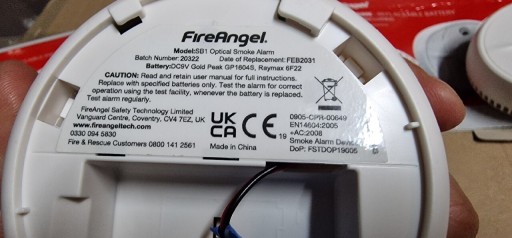 REPLACEABLE BATTERY
FireAngel.
Model:SB1 Optical Smoke Alarm
Batch Number: 20322 Date of Replacement: FEB2031
Battery:DC9V Gold Peak GP1604S, Raymax 6F22
CAUTION: Read and retain user manual for full instructions.
Replace with specified batteries only. Test the alarm for correct
operation using the test facility, whenever the battery is replaced.
Test alarm regularly.
FireAngel Safety Technology Limited
Vanguard Centre, Coventry, CV4 7EZ, UK
www.fireangeltech.com
0330 094 5830
Fire & Rescue Customers 0800 141 2561
UK
CA
CE
19
Made in China
0905-CPR-00649
EN14604:2005
+AC:2008
Smoke Alarm
DoP: FSTDOP19005